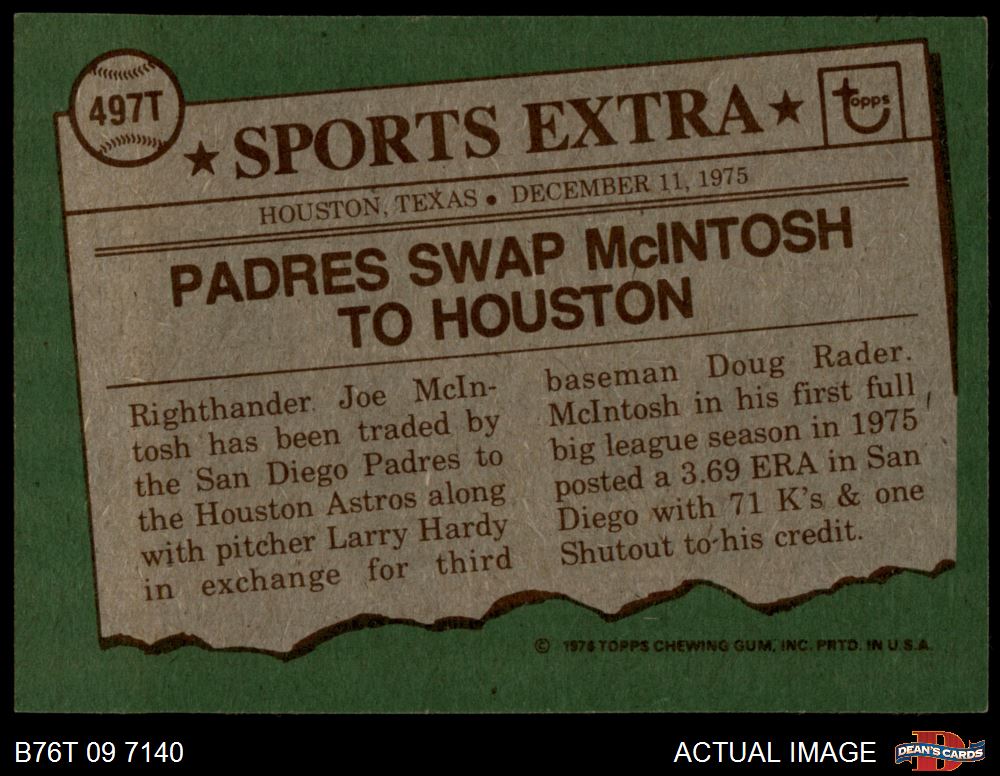 497T
★ SPORTS EXTRA ★
topps
HOUSTON, TEXAS • DECEMBER 11, 1975
PADRES SWAP McINTOSH
TO HOUSTON
Righthander Joe McIn-
tosh has been traded by
the San Diego Padres to
the Houston Astros along
with pitcher Larry Hardy
in exchange for third
baseman Doug Rader.
McIntosh in his first full
big league season in 1975
posted a 3.69 ERA in San
Diego with 71 K's & one
Shutout to his credit.
© 1976 TOPPS CHEWING GUM, INC. PRTD. IN U.S.A.
B76T 09 7140
ACTUAL IMAGE
DEAN'S CARDS